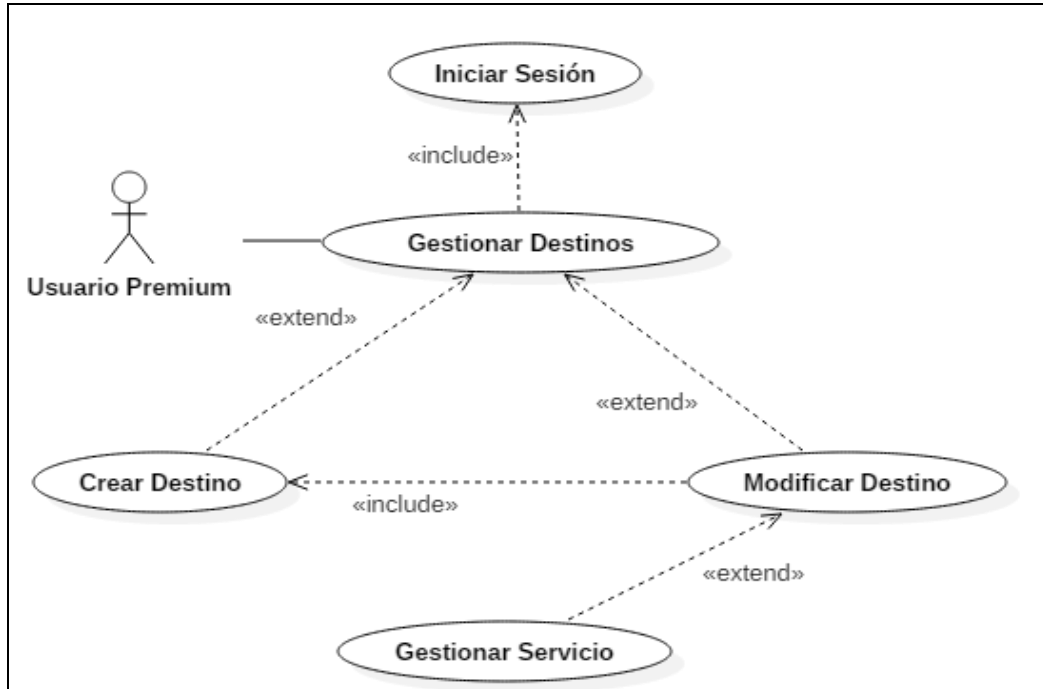 Iniciar Sesión
«include»
Gestionar Destinos
Usuario Premium
«extend»
«extend»
Crear Destino
Modificar Destino
«include»
«extend»
Gestionar Servicio